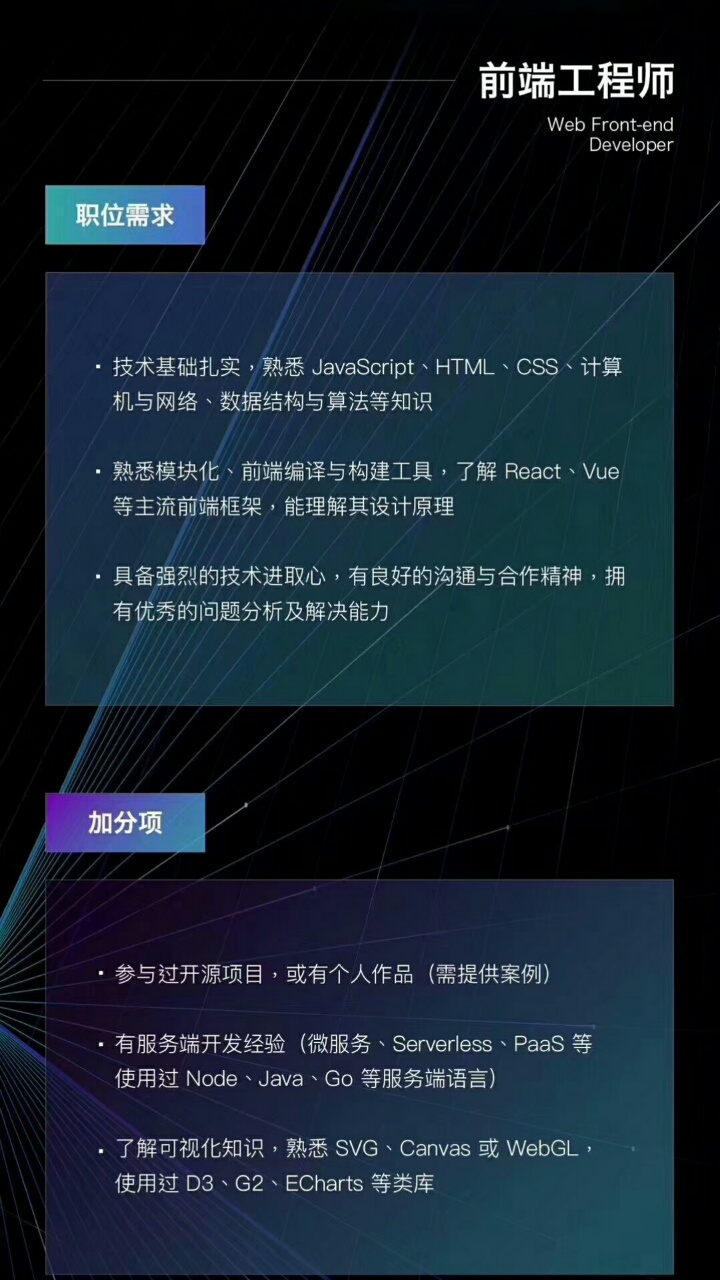 前端工程师
Web Front-end
Developer
职位需求
▪ 技术基础扎实，熟悉 JavaScript、HTML、CSS、计算
机与网络、数据结构与算法等知识
▪ 熟悉模块化、前端编译与构建工具，了解 React、Vue
等主流前端框架，能理解其设计原理
▪ 具备强烈的技术进取心，有良好的沟通与合作精神，拥
有优秀的问题分析及解决能力
加分项
▪ 参与过开源项目，或有个人作品（需提供案例）
▪ 有服务端开发经验（微服务、Serverless、PaaS 等
使用过 Node、Java、Go 等服务端语言）
▪ 了解可视化知识，熟悉 SVG、Canvas 或 WebGL，
使用过 D3、G2、ECharts 等类库